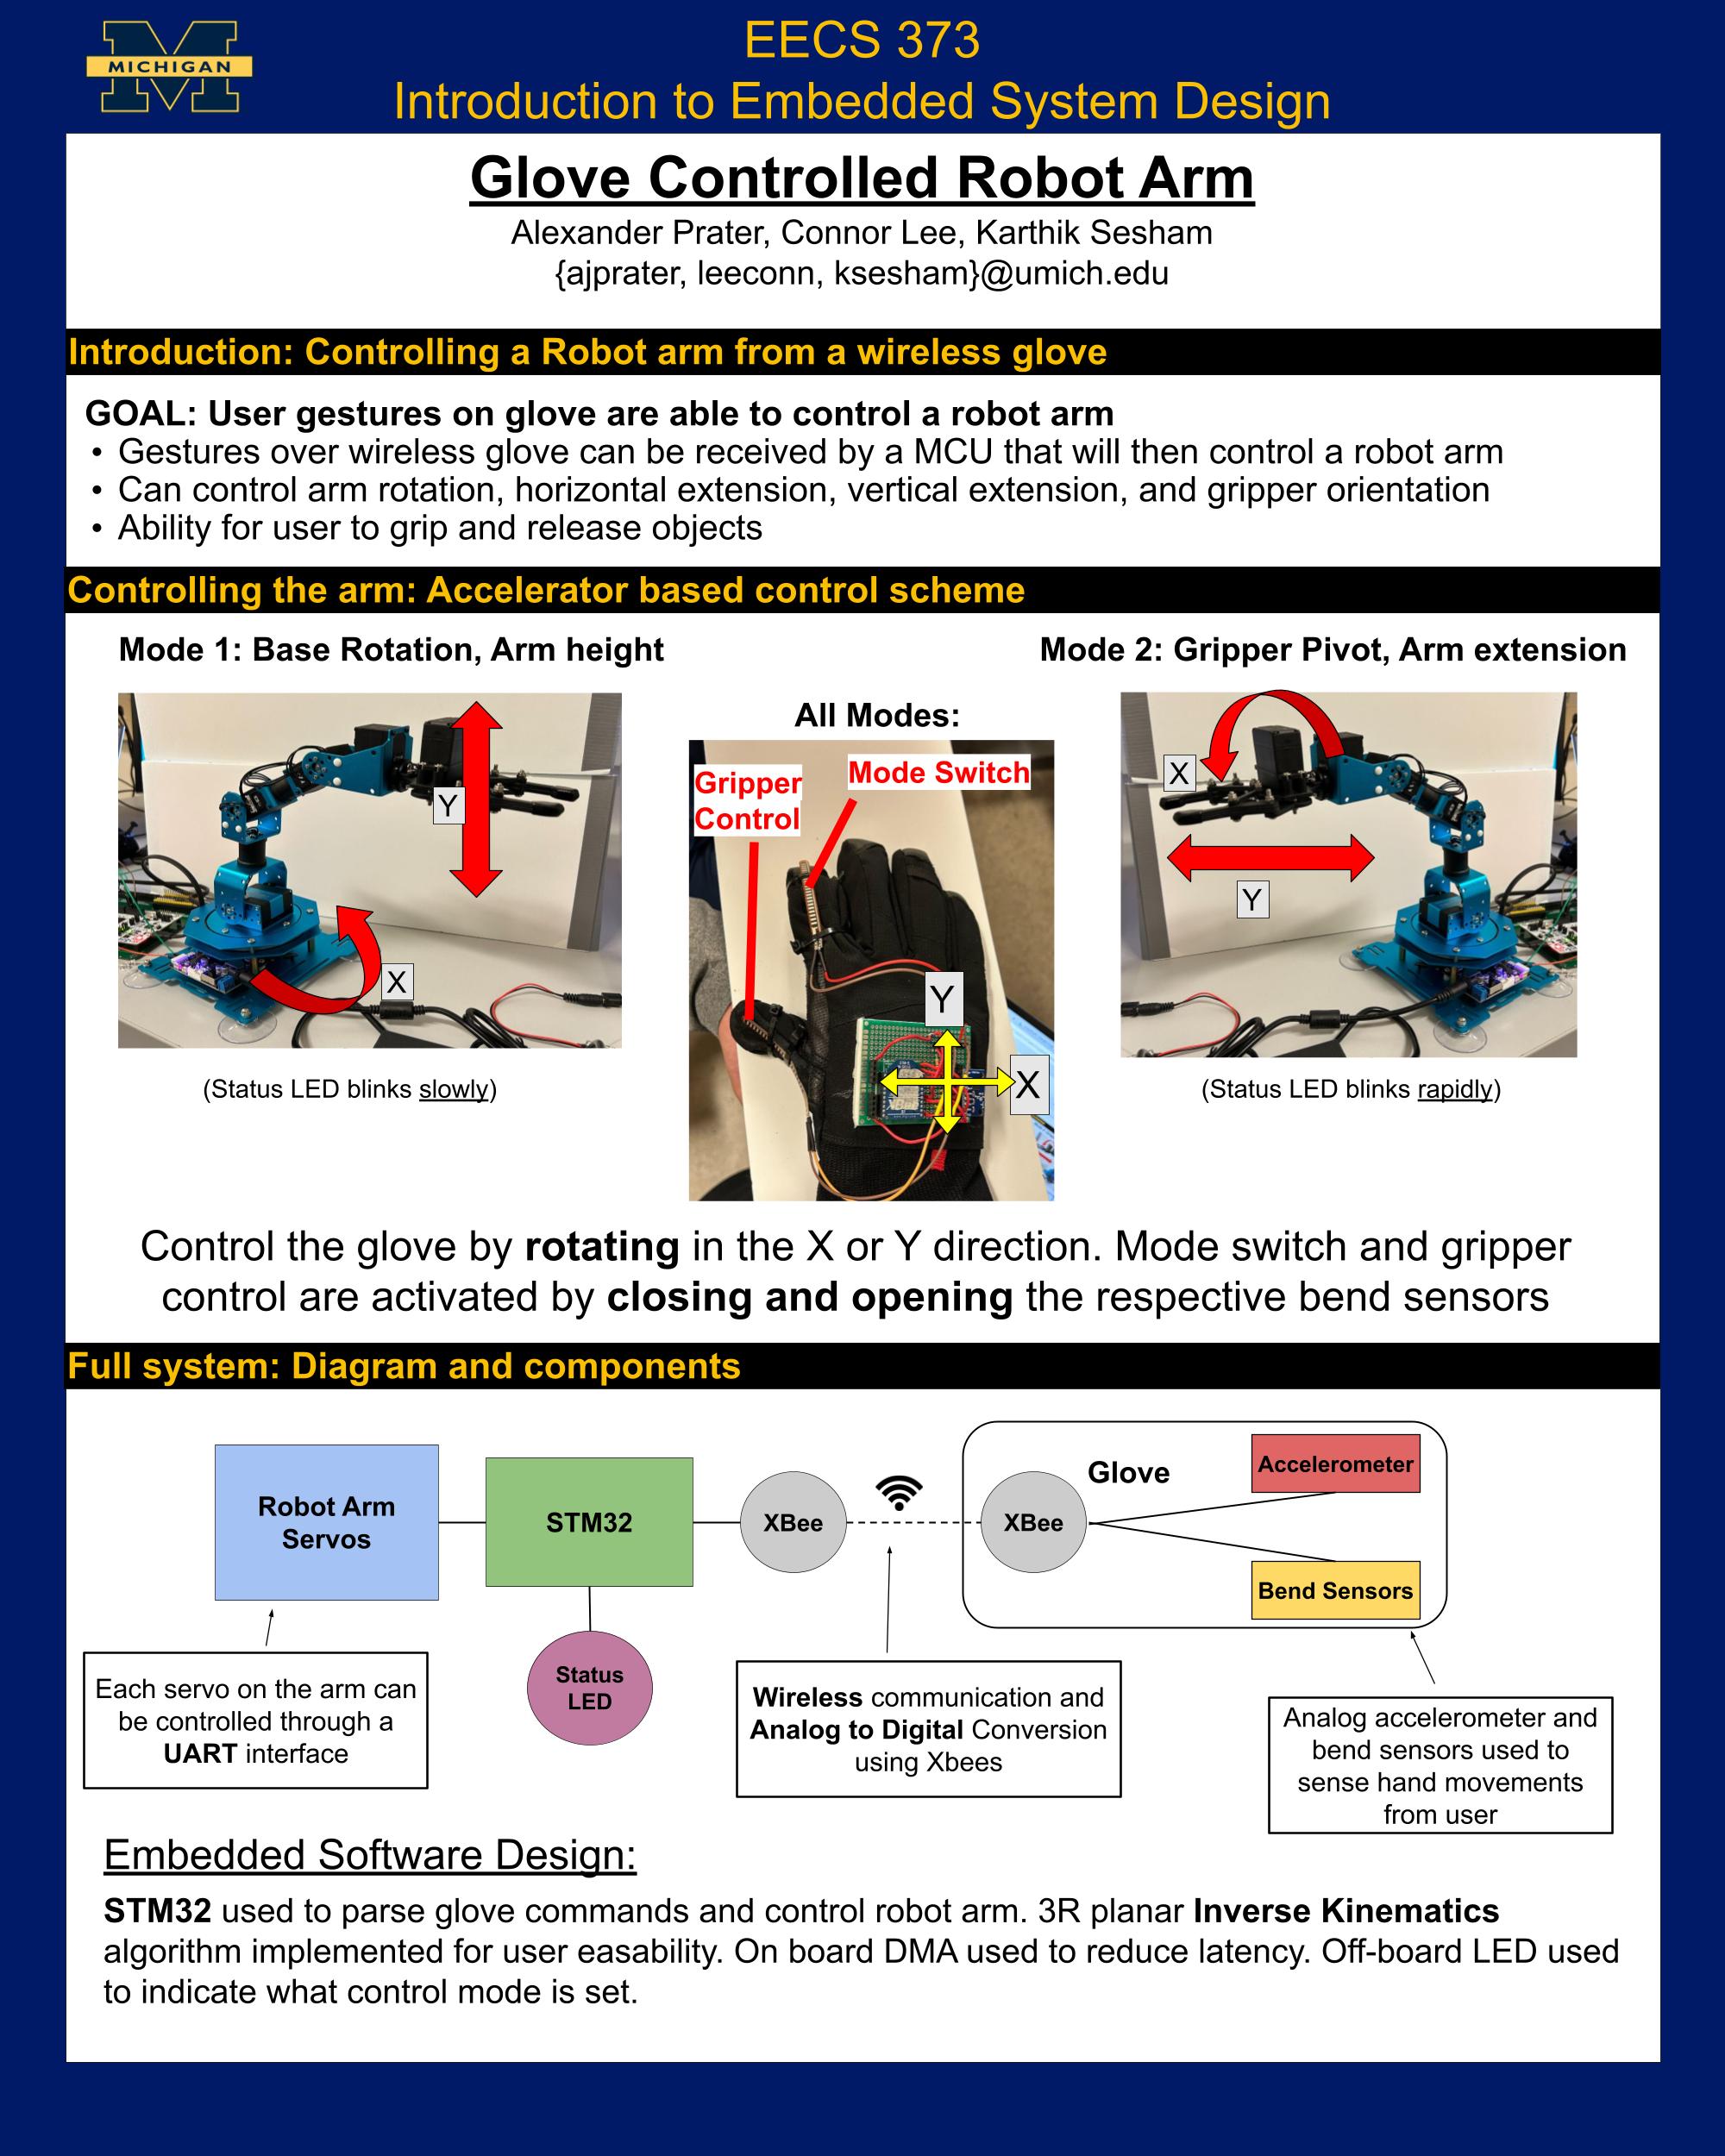 MICHIGAN
EECS 373
Introduction to Embedded System Design
Glove Controlled Robot Arm
Alexander Prater, Connor Lee, Karthik Sesham
{ajprater, leeconn, ksesham}@umich.edu
Introduction: Controlling a Robot arm from a wireless glove
GOAL: User gestures on glove are able to control a robot arm
• Gestures over wireless glove can be received by a MCU that will then control a robot arm
• Can control arm rotation, horizontal extension, vertical extension, and gripper orientation
• Ability for user to grip and release objects
Controlling the arm: Accelerator based control scheme
Mode 1: Base Rotation, Arm height
Y
X
(Status LED blinks slowly)
All Modes:
Gripper
Control
Mode Switch
Y
X
Mode 2: Gripper Pivot, Arm extension
X
Y
(Status LED blinks rapidly)
Control the glove by rotating in the X or Y direction. Mode switch and gripper
control are activated by closing and opening the respective bend sensors
Full system: Diagram and components
Robot Arm
Servos
STM32
XBee
XBee
Glove
Accelerometer
Bend Sensors
Status
LED
Each servo on the arm can
be controlled through a
UART interface
Wireless communication and
Analog to Digital Conversion
using Xbees
Analog accelerometer and
bend sensors used to
sense hand movements
from user
Embedded Software Design:
STM32 used to parse glove commands and control robot arm. 3R planar Inverse Kinematics
algorithm implemented for user easability. On board DMA used to reduce latency. Off-board LED used
to indicate what control mode is set.